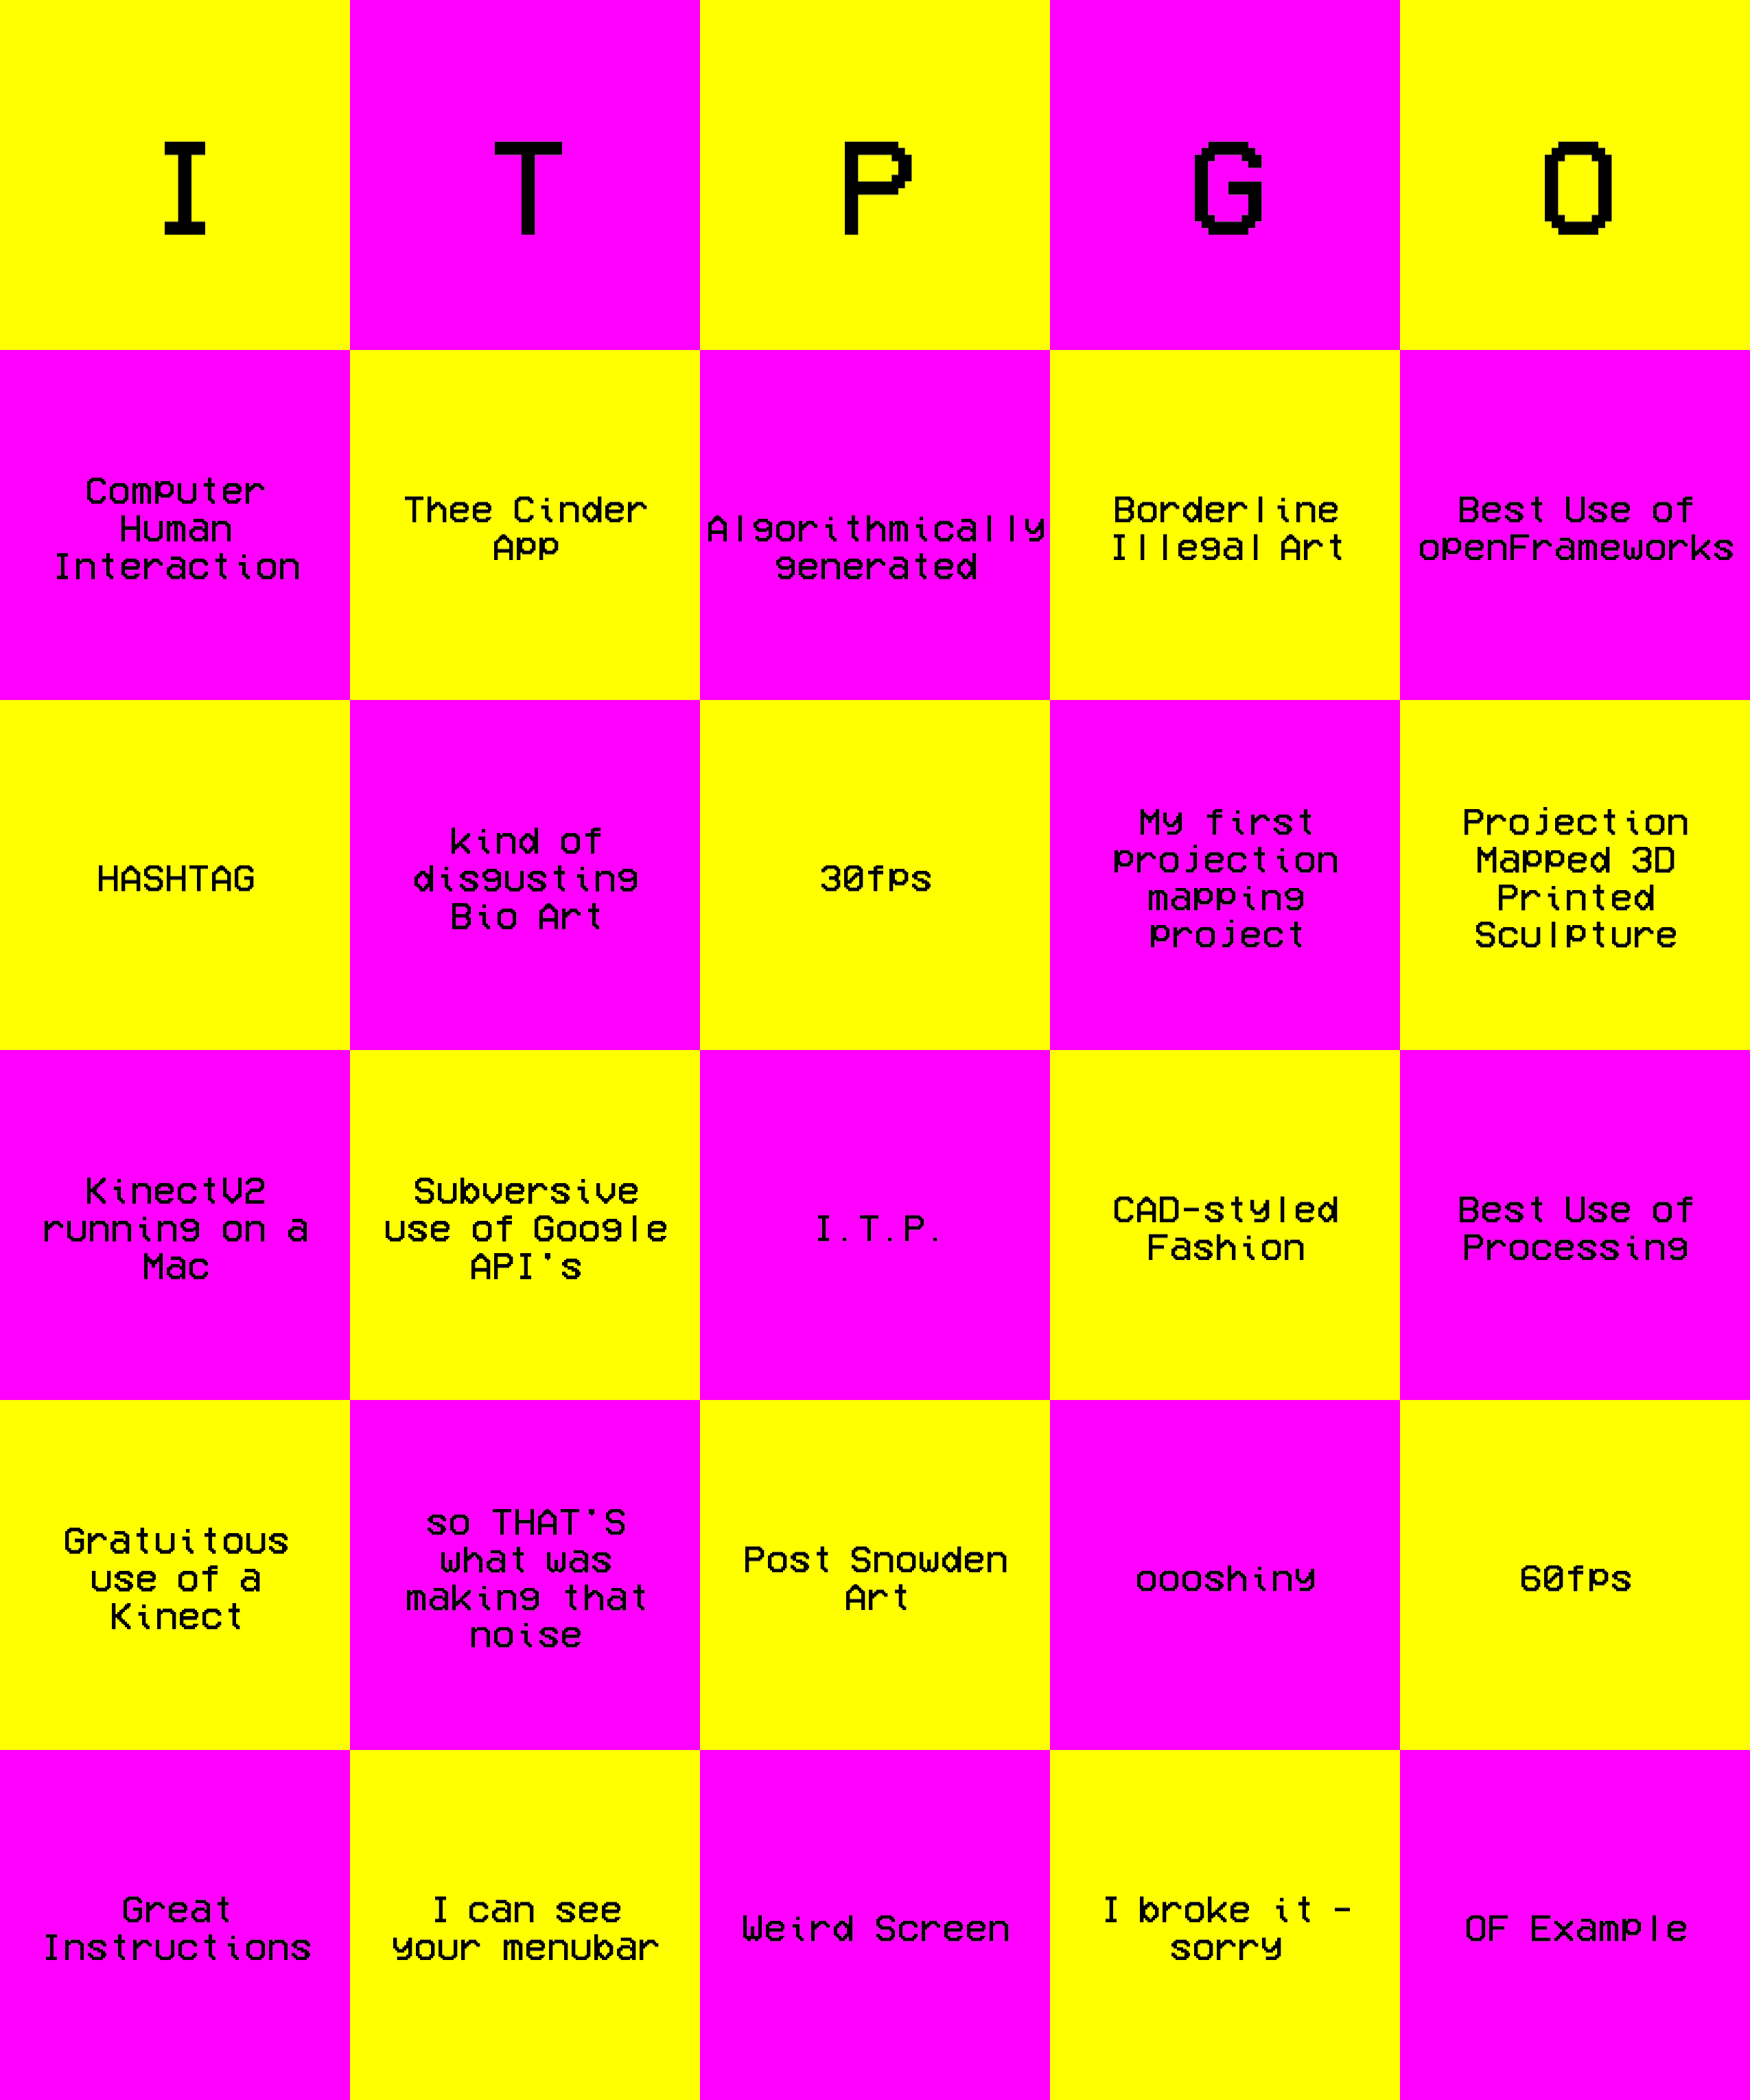 I T P G O
Computer
Human
Interaction
Thee Cinder
App
Algorithmically
generated
Borderline
Illegal Art
Best Use of
openFrameworks
HASHTAG
kind of
disgusting
Bio Art
30fps
My first
projection
mapping
project
Projection
Mapped 3D
Printed
Sculpture
KinectV2
running on a
Mac
Subversive
use of Google
API's
I.T.P.
CAD-styled
Fashion
Best Use of
Processing
Gratuitous
use of a
Kinect
so THAT'S
what was
making that
noise
Post Snowden
Art
oooshiny
60fps
Great
Instructions
I can see
your menubar
Weird Screen
I broke it -
sorry
OF Example